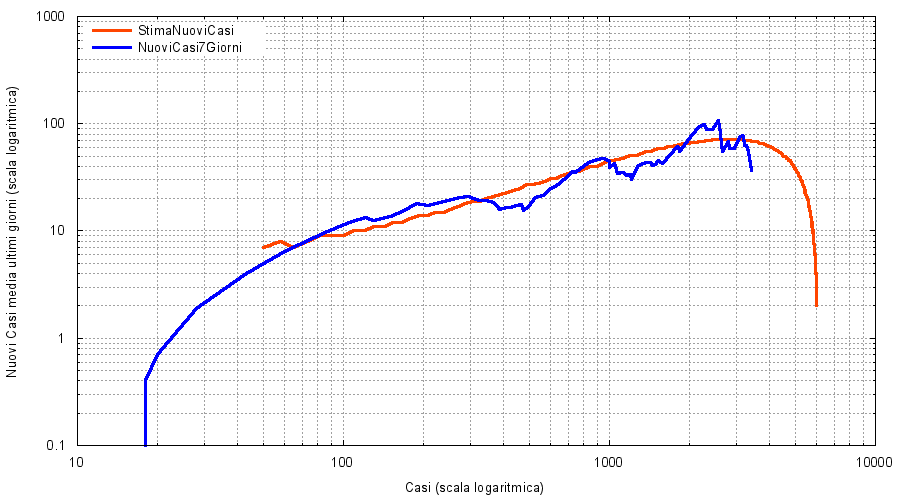 1000
StimaNuoviCasi
NuoviCasi7Giorni
100
10
1
0.1
Nuovi Casi media ultimi giorni (scala logaritmica)
10
100
1000
10000
Casi (scala logaritmica)